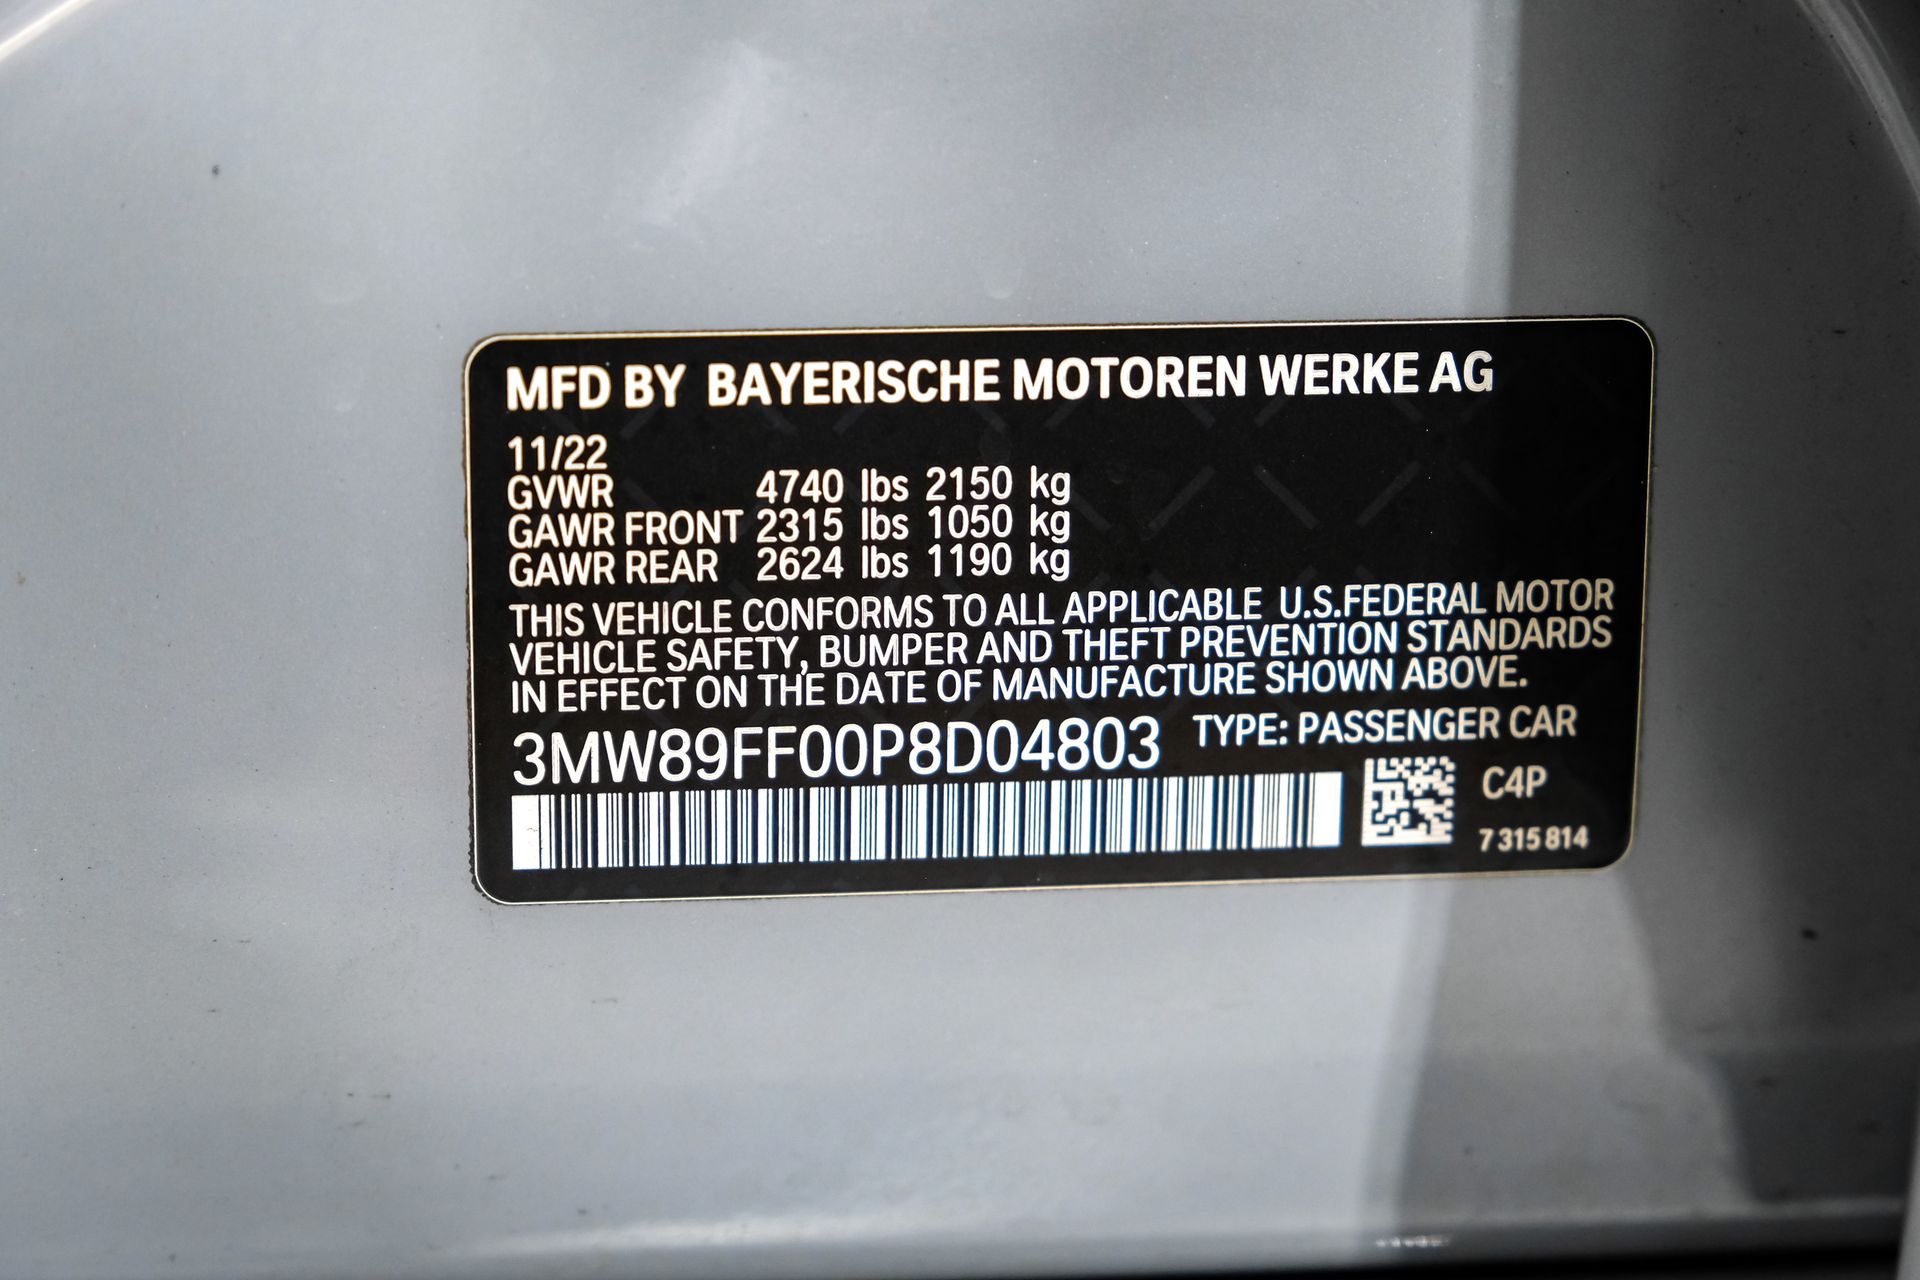 MFD BY BAYERISCHE MOTOREN WERKE AG
11/22
GVWR 4740 lbs 2150 kg
GAWR FRONT 2315 lbs 1050 kg
GAWR REAR 2624 lbs 1190 kg
THIS VEHICLE CONFORMS TO ALL APPLICABLE U.S.FEDERAL MOTOR
VEHICLE SAFETY, BUMPER AND THEFT PREVENTION STANDARDS
IN EFFECT ON THE DATE OF MANUFACTURE SHOWN ABOVE.
3MW89FF00P8D04803 TYPE: PASSENGER CAR
C4P
7 315 814